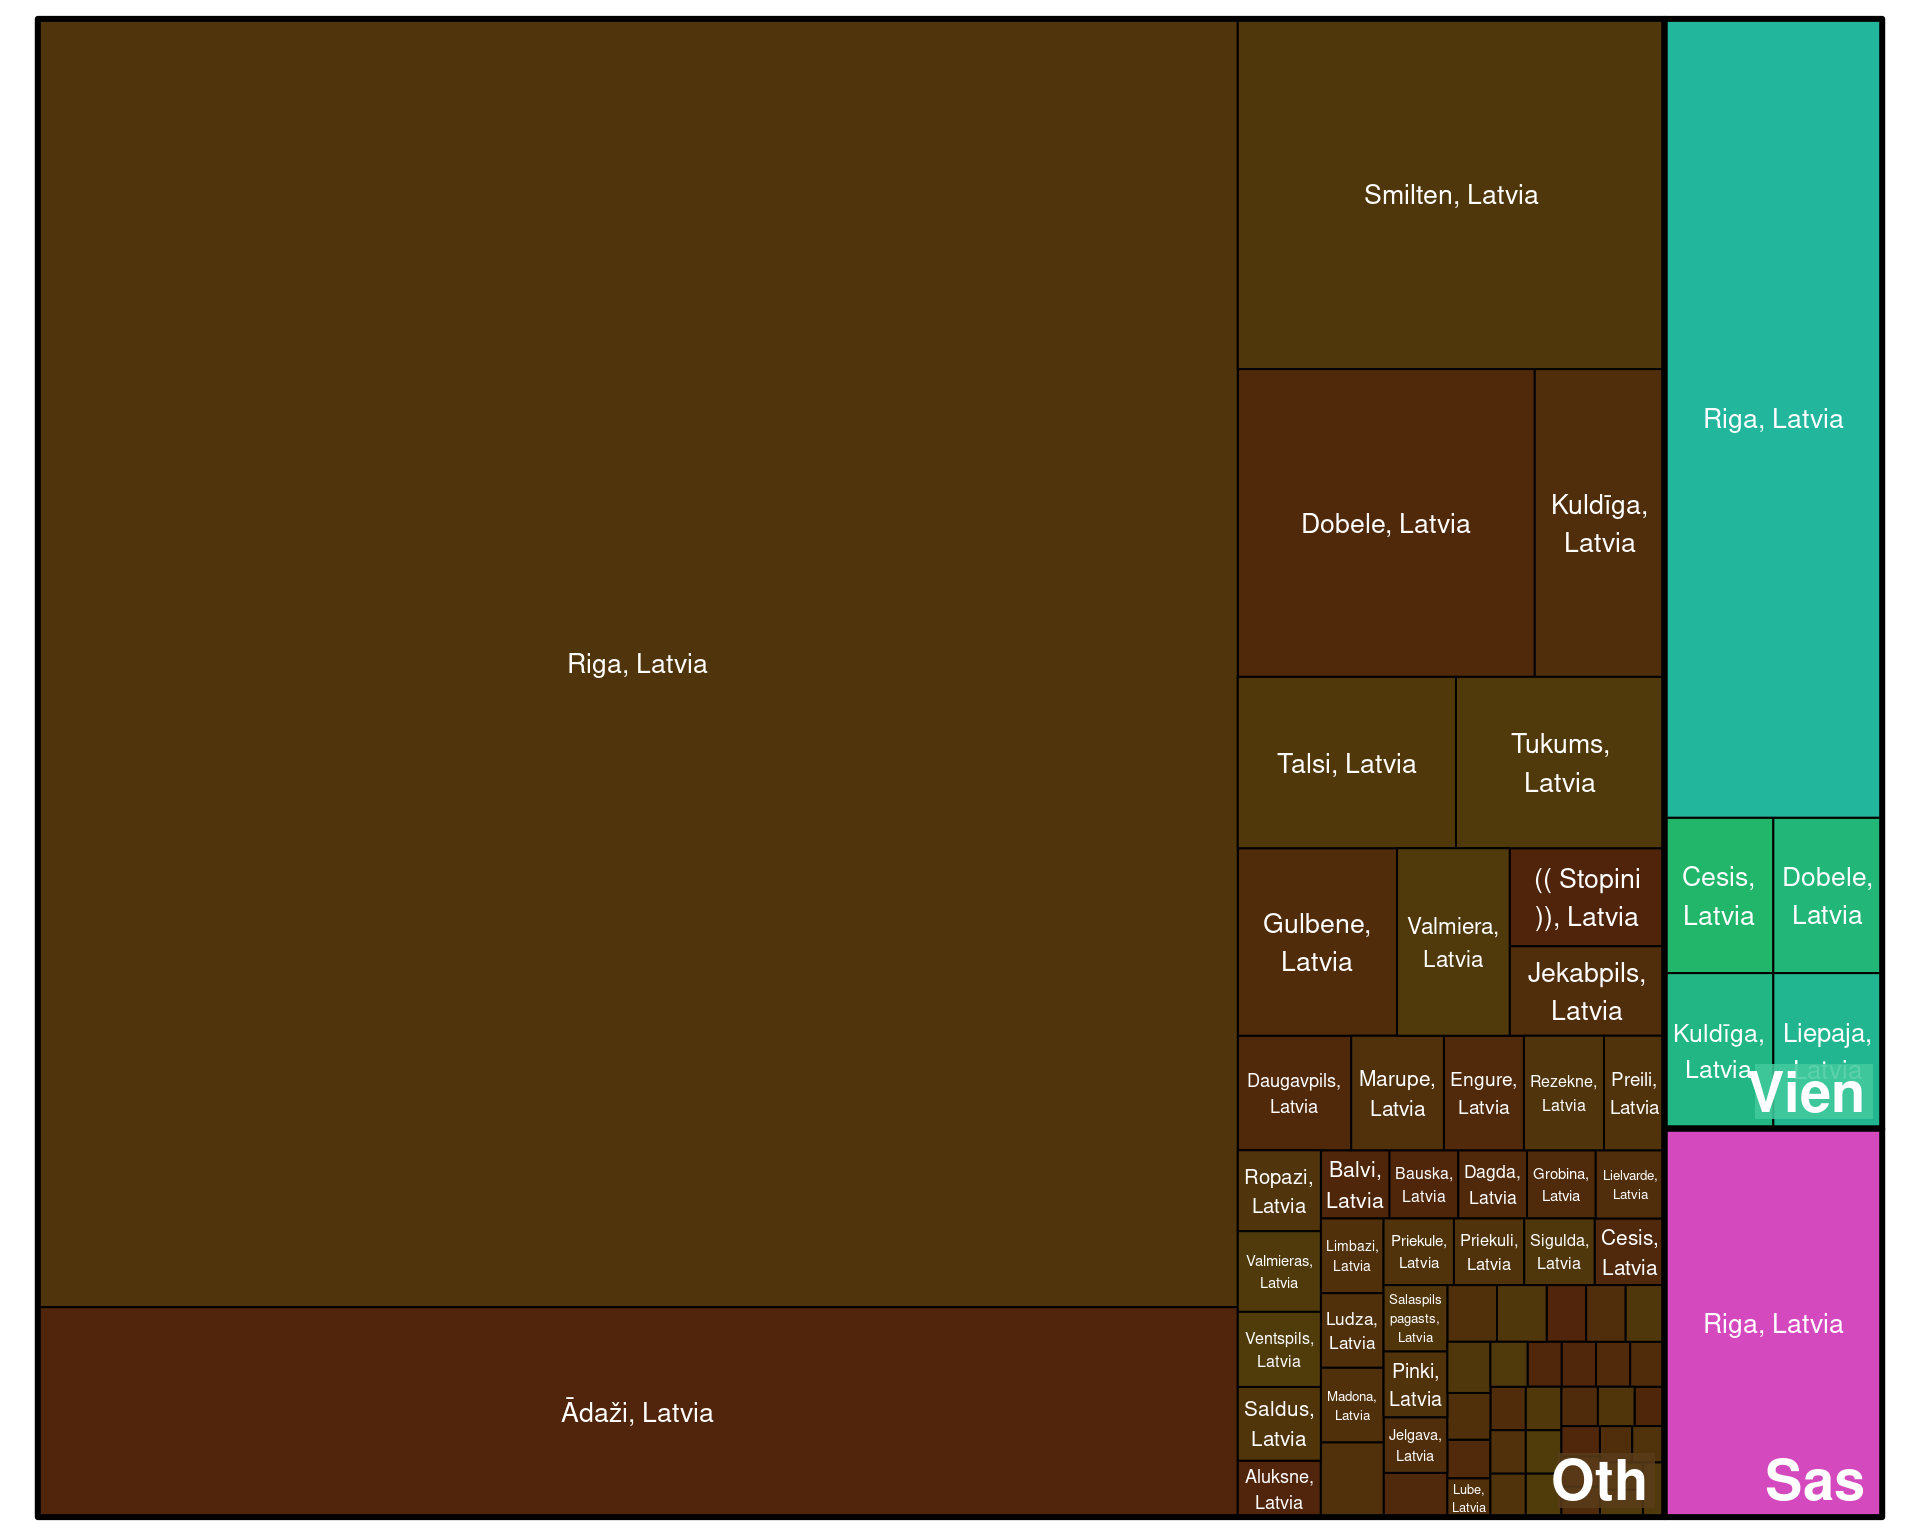 Riga, Latvia
Ādaži, Latvia
Smilten, Latvia
Dobele, Latvia
Kuldīga,
Latvia
Talsi, Latvia
Tukums,
Latvia
Gulbene,
Latvia
Valmiera,
Latvia
(( Stopini
)), Latvia
Jekabpils,
Latvia
Daugavpils,
Latvia
Marupe,
Latvia
Engure,
Latvia
Rezekne,
Latvia
Preili,
Latvia
Ropazi,
Latvia
Valmieras,
Latvia
Ventspils,
Latvia
Saldus,
Latvia
Aluksne,
Latvia
Balvi,
Latvia
Bauska,
Latvia
Dagda,
Latvia
Grobina,
Latvia
Lielvarde,
Latvia
Limbazi,
Latvia
Ludza,
Latvia
Madona,
Latvia
Priekule,
Latvia
Priekuli,
Latvia
Sigulda,
Latvia
Cesis,
Latvia
Salaspils
pagasts,
Latvia
Pinki,
Latvia
Jelgava,
Latvia
Lube,
Latvia
Oth
Riga, Latvia
Cesis,
Latvia
Dobele,
Latvia
Kuldīga,
Latvia
Liepaja,
Latvia
Vien
Riga, Latvia
Sas